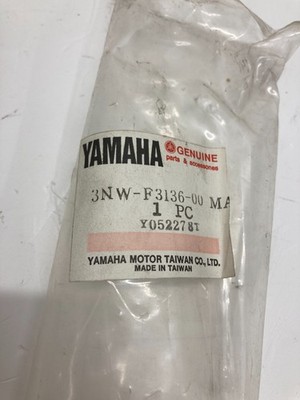 YAMAHA GENUINE
parts & accessories
3NW-F3136-00 MA
1 PC
Y052278T
YAMAHA MOTOR TAIWAN CO., LTD.
MADE IN TAIWAN